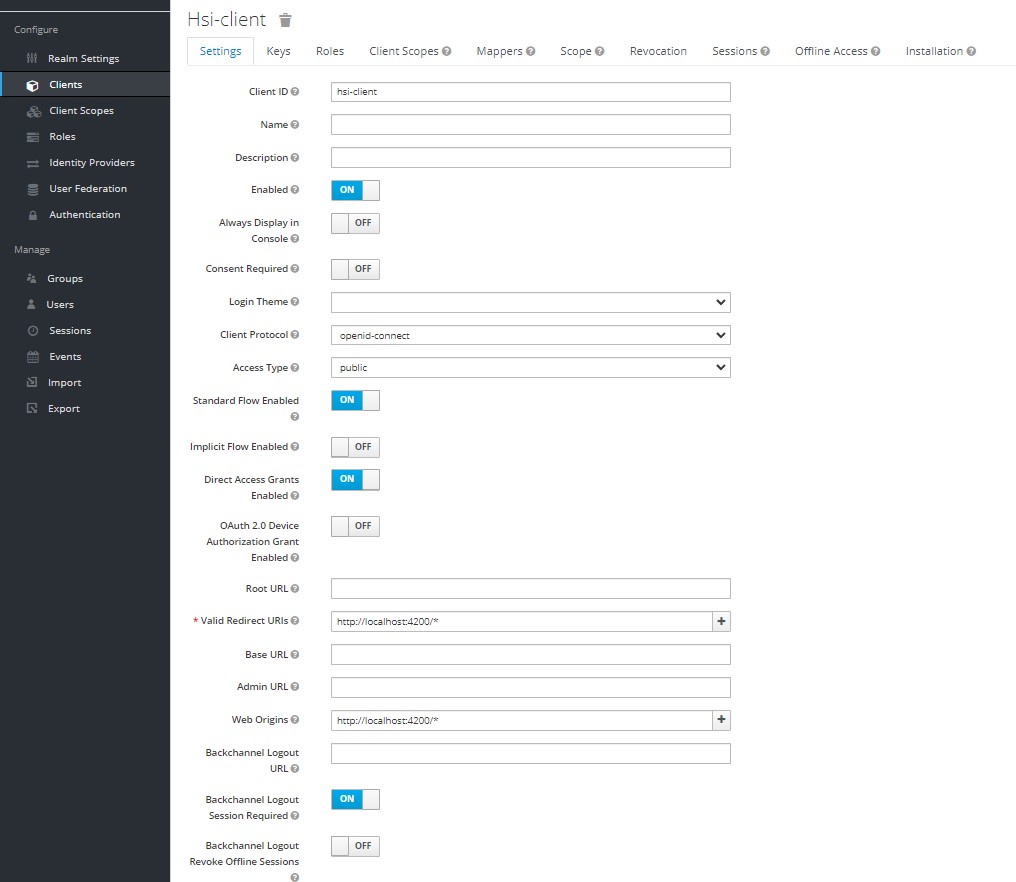 Configure
Realm Settings
Clients
Client Scopes
Roles
Identity Providers
User Federation
Authentication
Manage
Groups
Users
Sessions
Events
Import
Export
Hsi-client
Settings Keys Roles Client Scopes Mappers Scope Revocation Sessions Offline Access Installation
Client ID hsi-client
Name
Description
Enabled ON
Always Display in
Console
OFF
Consent Required OFF
Login Theme
Client Protocol openid-connect
Access Type public
Standard Flow Enabled ON
Implicit Flow Enabled OFF
Direct Access Grants
Enabled
ON
OAuth 2.0 Device
Authorization Grant
Enabled
OFF
Root URL
* Valid Redirect URIs http://localhost:4200/*
Base URL
Admin URL
Web Origins http://localhost:4200/*
Backchannel Logout
URL
Backchannel Logout
Session Required
ON
Backchannel Logout
Revoke Offline Sessions
OFF